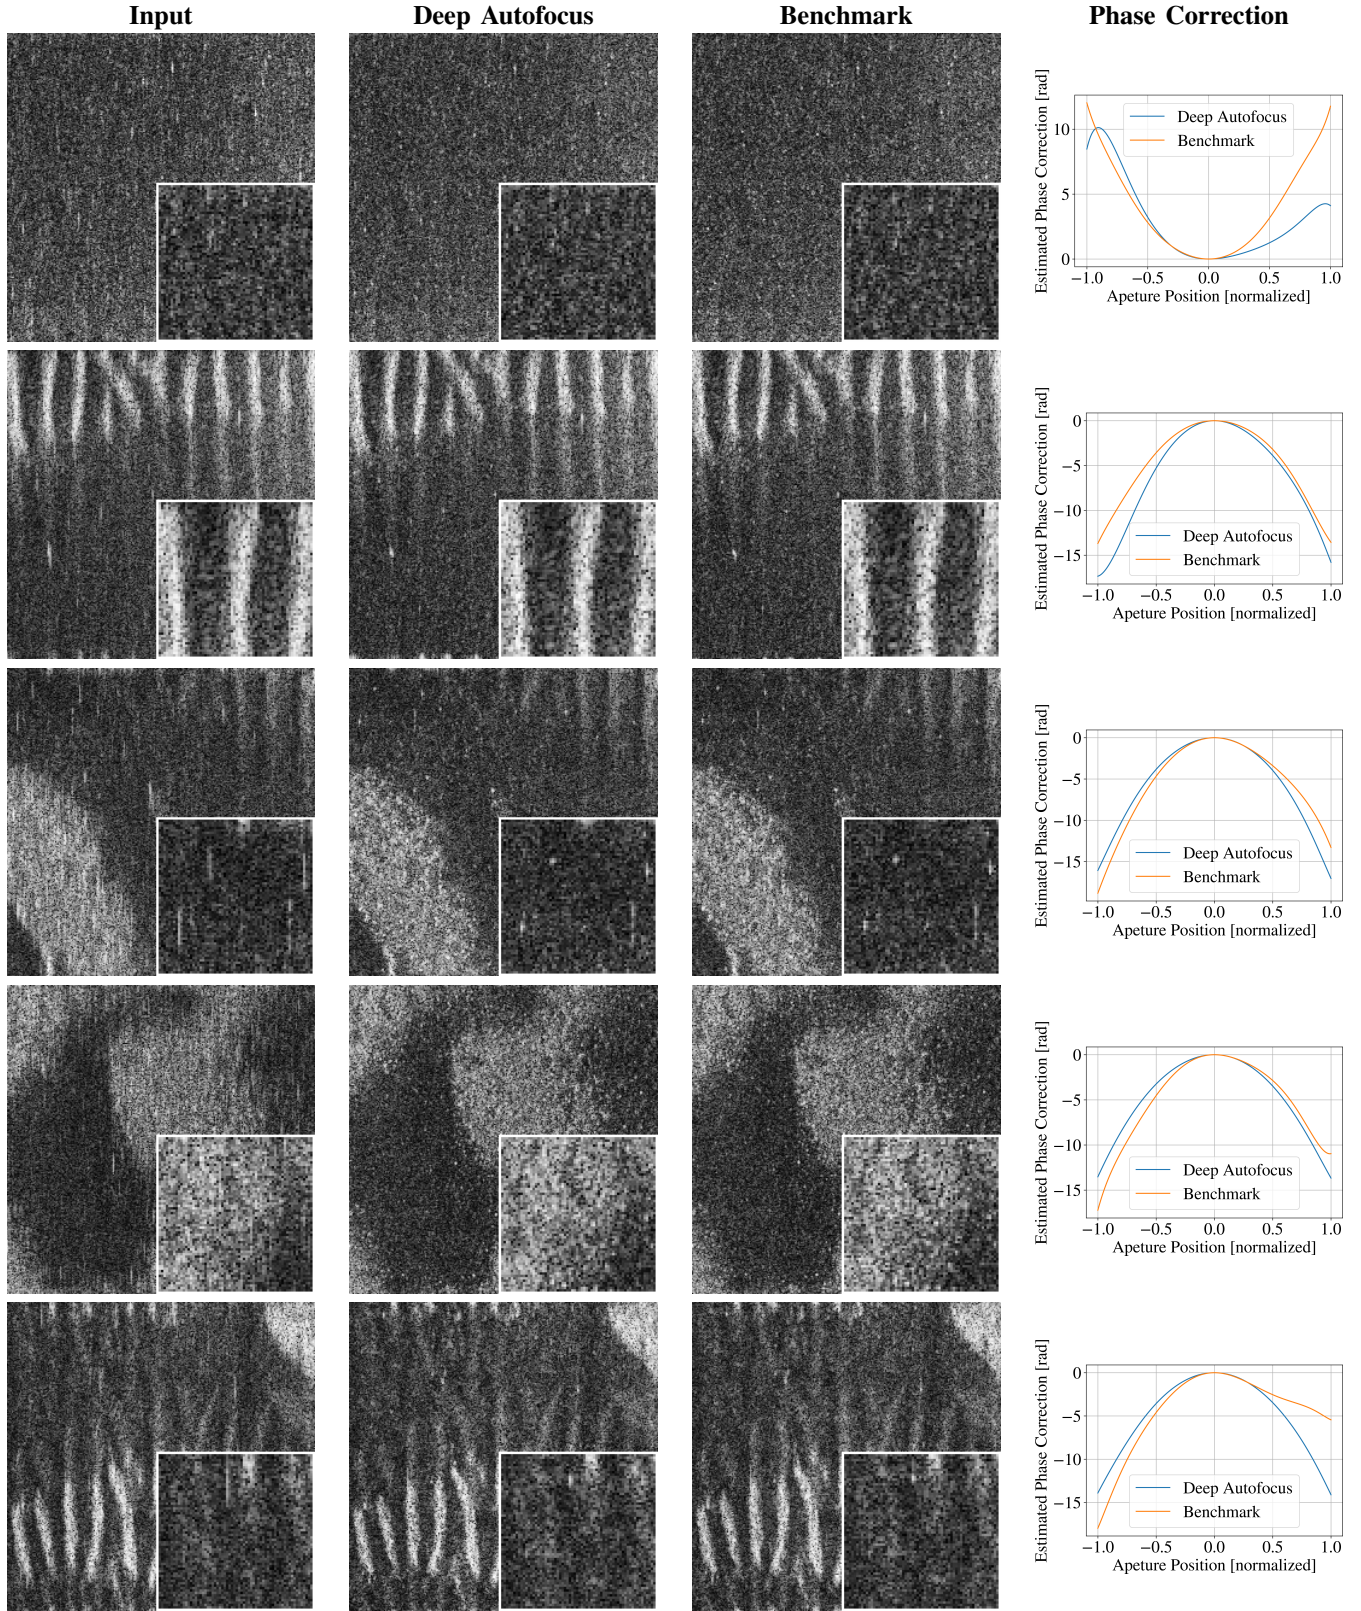 Input Deep Autofocus Benchmark Phase Correction
Estimated Phase Correction [rad]
10
5
0
Deep Autofocus
Benchmark
−1.0 −0.5 0.0 0.5 1.0
Apeture Position [normalized]
Estimated Phase Correction [rad]
0
−5
−10
−15
Deep Autofocus
Benchmark
−1.0 −0.5 0.0 0.5 1.0
Apeture Position [normalized]
Estimated Phase Correction [rad]
0
−5
−10
−15
Deep Autofocus
Benchmark
−1.0 −0.5 0.0 0.5 1.0
Apeture Position [normalized]
Estimated Phase Correction [rad]
0
−5
−10
−15
Deep Autofocus
Benchmark
−1.0 −0.5 0.0 0.5 1.0
Apeture Position [normalized]
Estimated Phase Correction [rad]
0
−5
−10
−15
Deep Autofocus
Benchmark
−1.0 −0.5 0.0 0.5 1.0
Apeture Position [normalized]